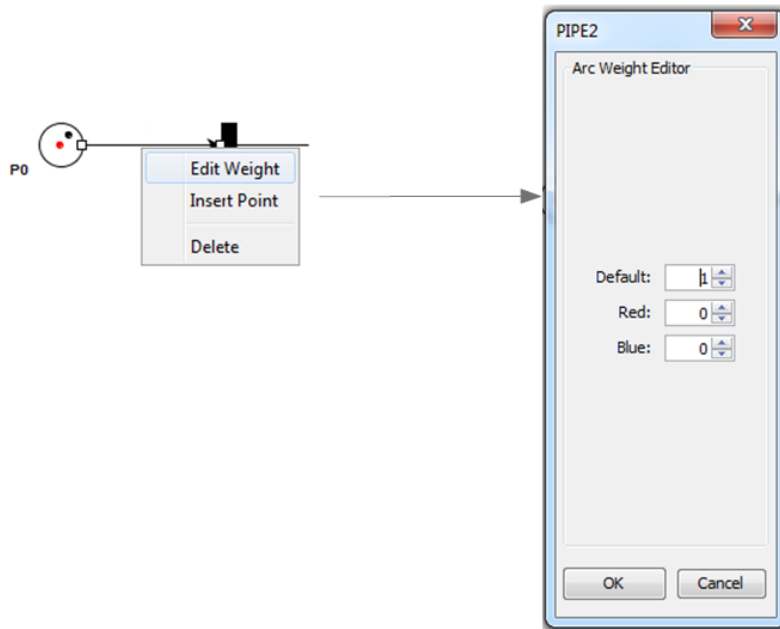 P0
Edit Weight
Insert Point
Delete
PIPE2
Arc Weight Editor
Default: 1
Red: 0
Blue: 0
OK Cancel